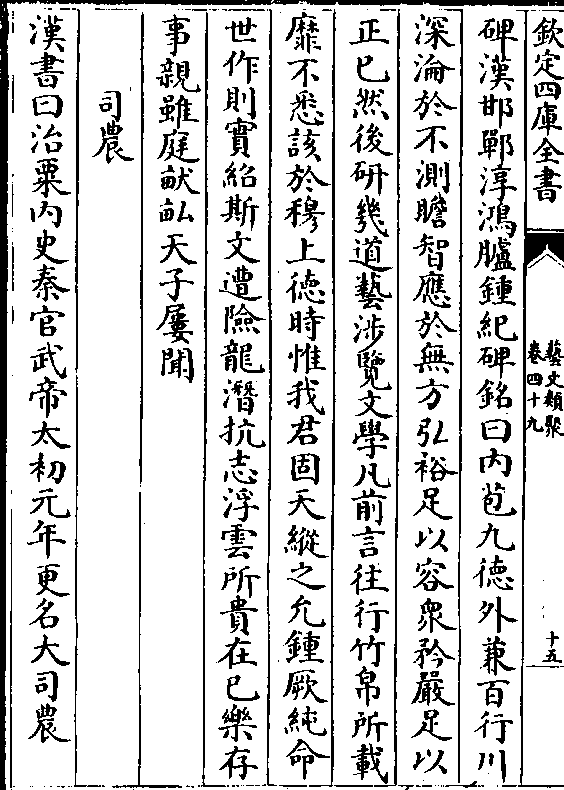 欽定四庫全書
藝文類聚
卷四十九
十五
碑漢邯鄲淳鴻臚鍾紀碑銘曰内苞九德外兼百行川
深淪於不測瞻智應於無方弘裕足以容衆矜嚴足以
正已然後研幾道藝涉覽文學凡前言往行竹帛所載
靡不悉該於穆上德時惟我君固天縱之允鍾厥純命
世作則實紹斯文遭險龍潛抗志浮雲所貴在已樂存
事親雖庭猷畝天子屢聞
司農
漢書曰治粟内史秦官武帝太初元年更名大司農